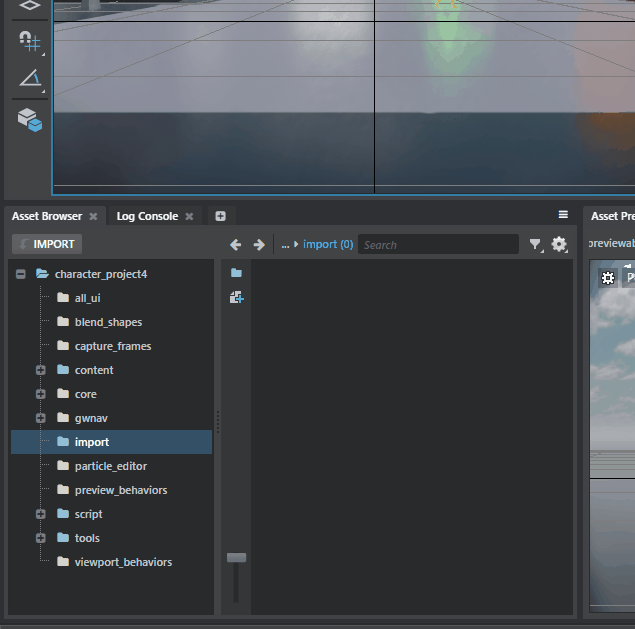 Asset Browser
Log Console
Asset Pre
IMPORT
... import (0)
Search
previewab
character_project4
all_ui
blend_shapes
capture_frames
content
core
gwnav
import
particle_editor
preview_behaviors
script
tools
viewport_behaviors